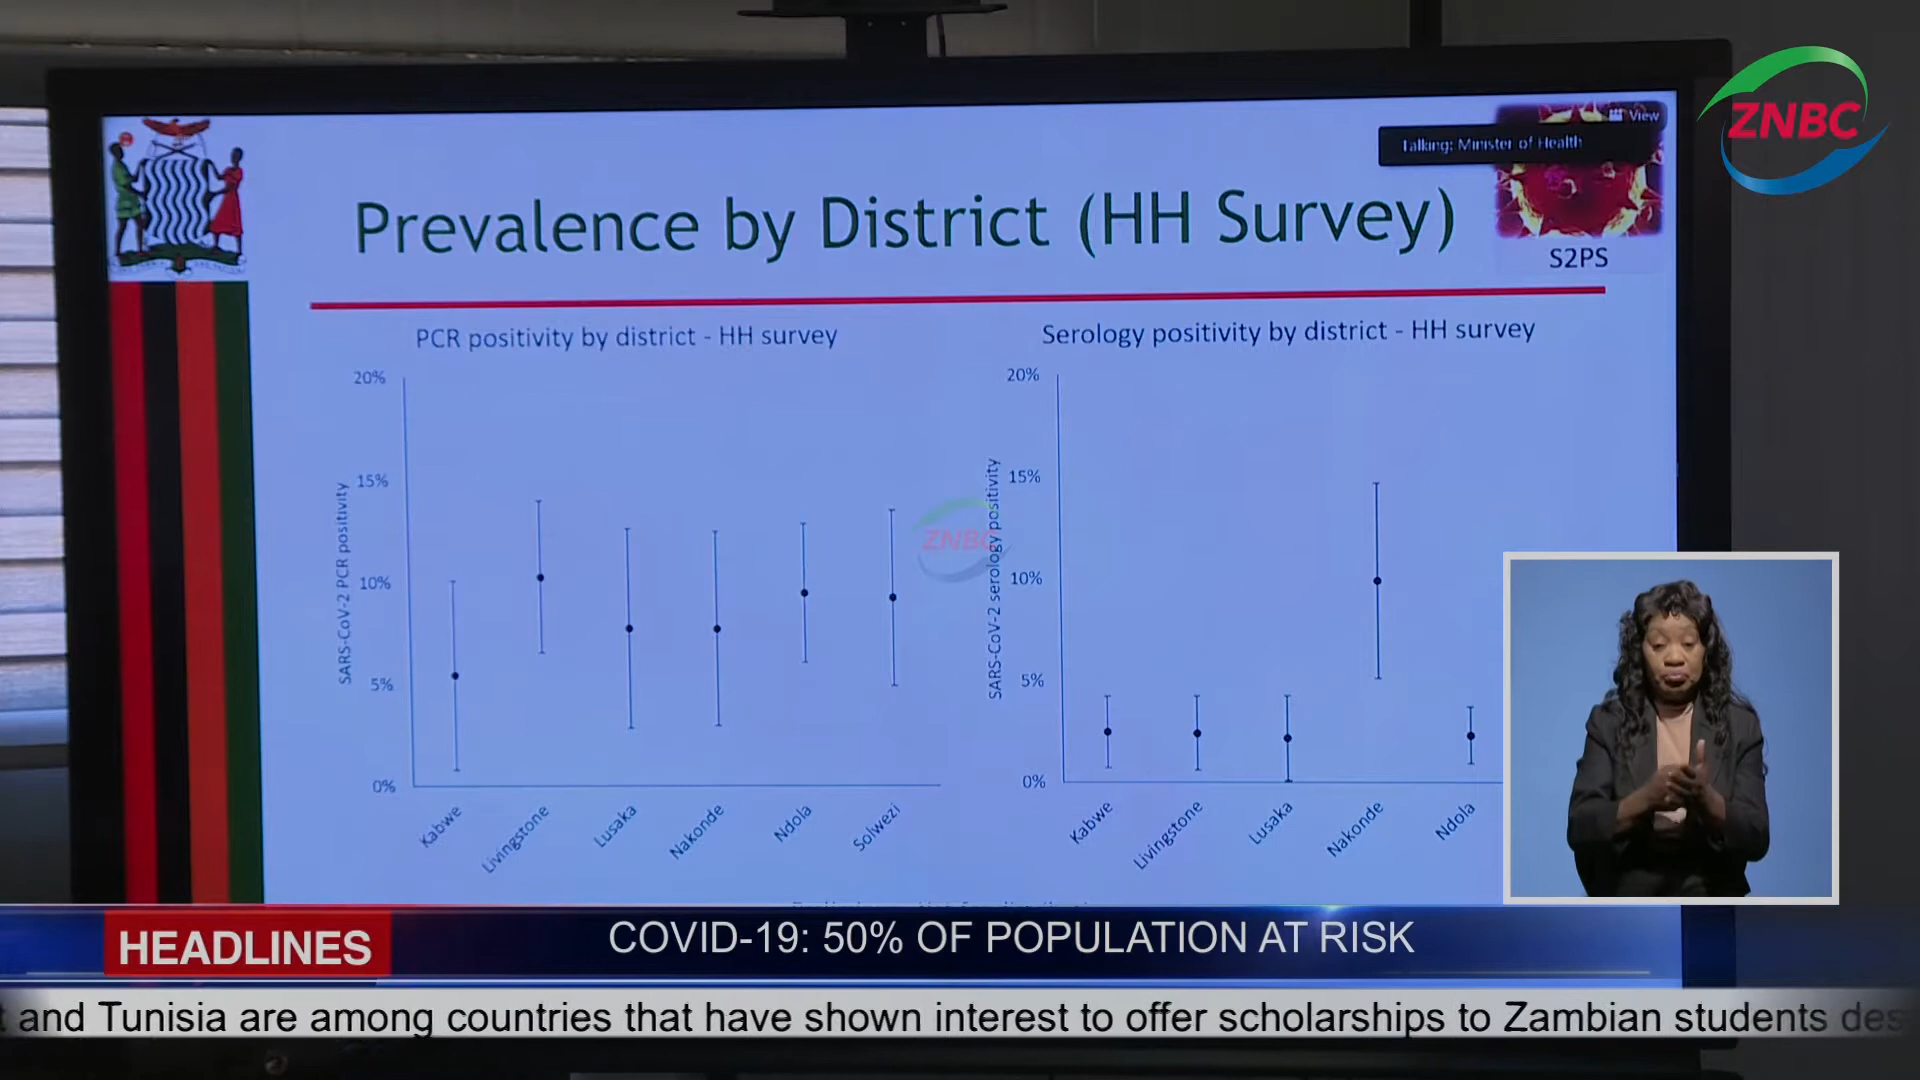 ZNBC
View
Talking: Minister of Health
Prevalence by District (HH Survey)
S2PS
PCR positivity by district - HH survey
20%
15%
10%
5%
0%
SARS-CoV-2 PCR positivity
Kabwe
Livingstone
Lusaka
Nakonde
Ndola
Solwezi
ZNBC
Serology positivity by district - HH survey
20%
15%
10%
5%
0%
SARS-CoV-2 serology positivity
Kabwe
Livingstone
Lusaka
Nakonde
Ndola
HEADLINES
COVID-19: 50% OF POPULATION AT RISK
and Tunisia are among countries that have shown interest to offer scholarships to Zambian students